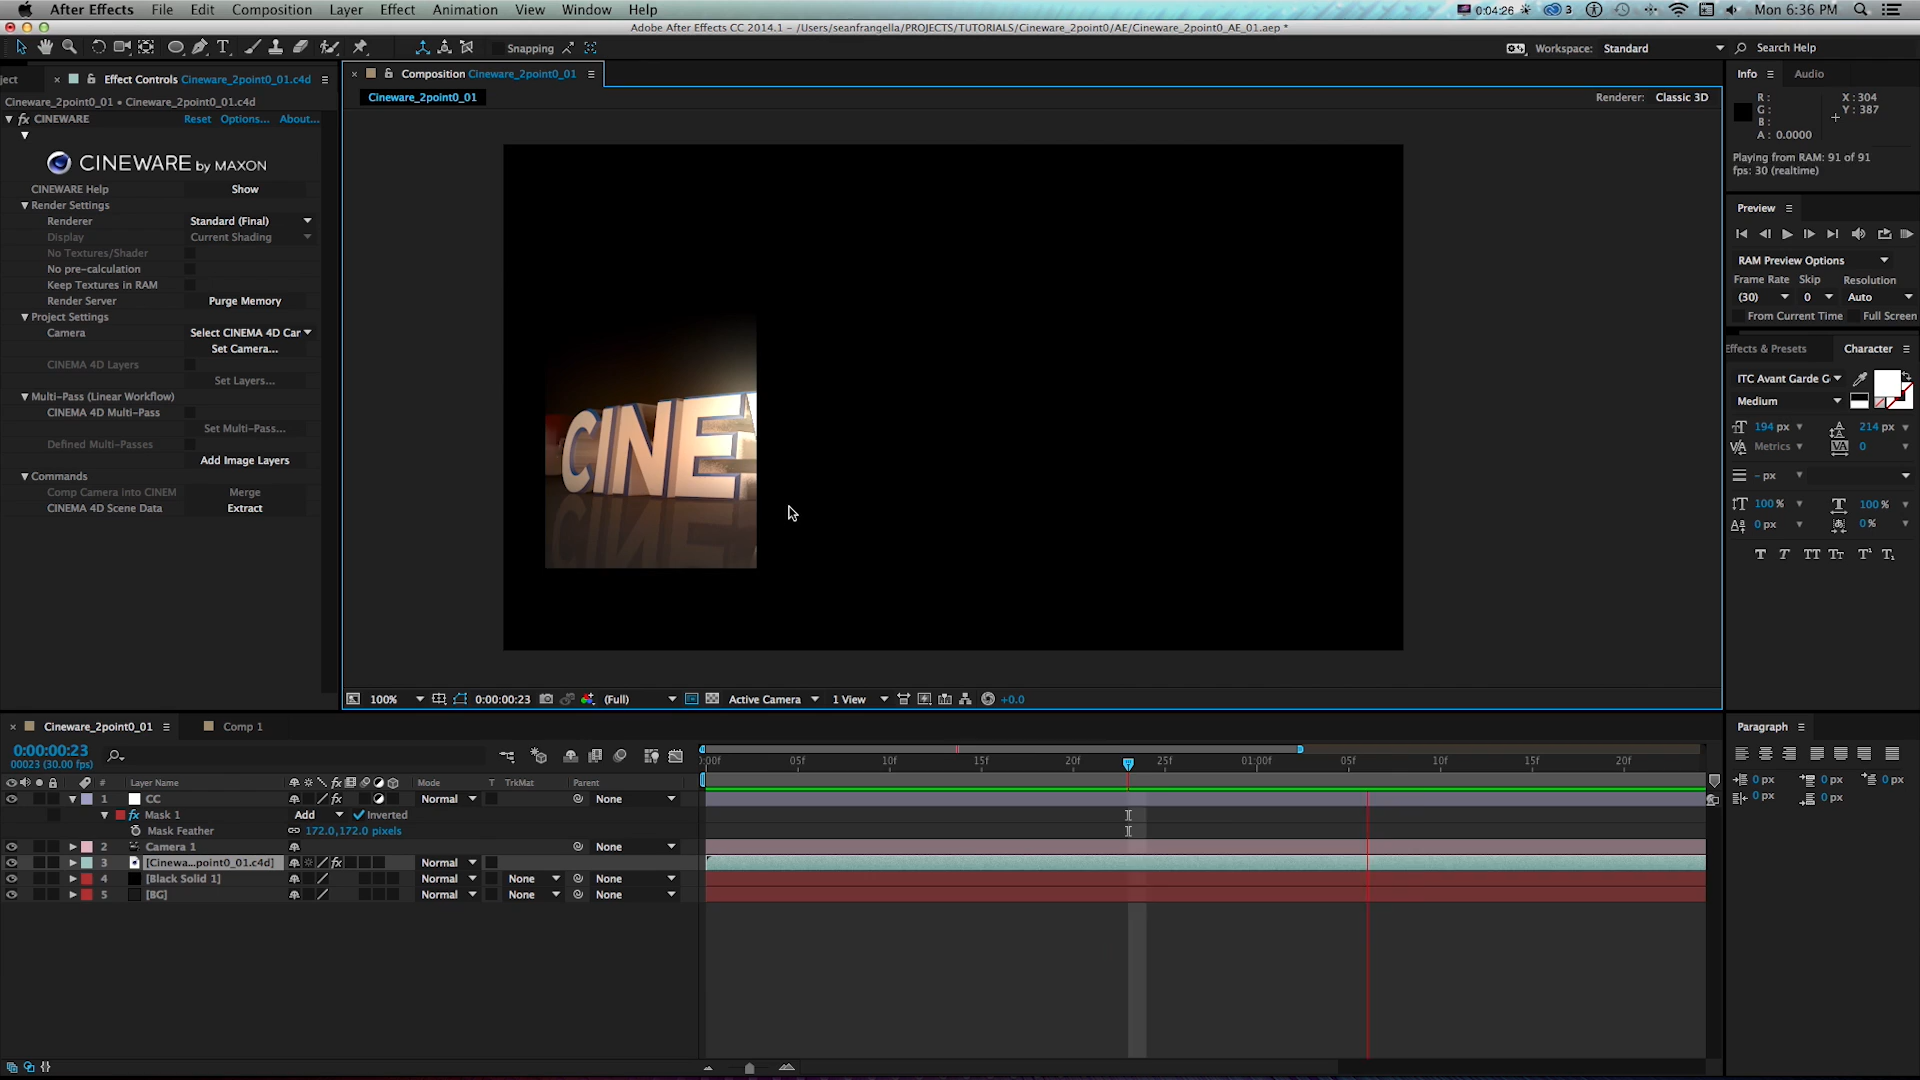 After Effects File Edit Composition Layer Effect Animation View Window Help 0:04:26 3 Mon 6:36 PM
Adobe After Effects CC 2014.1 – /Users/seanfrangella/PROJECTS/TUTORIALS/Cineware_2point0/AE/Cineware_2point0_AE_01.aep *
Snapping Workspace: Standard Search Help
ject Effect Controls Cineware_2point0_01.c4d
Cineware_2point0_01 • Cineware_2point0_01.c4d
fx CINEWARE Reset Options... About...
CINEWARE by MAXON
CINEWARE Help Show
Render Settings
Renderer Standard (Final)
Display Current Shading
No Textures/Shader
No pre-calculation
Keep Textures in RAM
Render Server Purge Memory
Project Settings
Camera Select CINEMA 4D Car
Set Camera...
CINEMA 4D Layers
Set Layers...
Multi-Pass (Linear Workflow)
CINEMA 4D Multi-Pass
Set Multi-Pass...
Defined Multi-Passes
Add Image Layers
Commands
Comp Camera into CINEM Merge
CINEMA 4D Scene Data Extract
Composition Cineware_2point0_01
Cineware_2point0_01
Renderer: Classic 3D
CINE
100% 0:00:00:23 (Full) Active Camera 1 View +0.0
Info Audio
R: X: 304
G: Y: 387
B:
A: 0.0000
Playing from RAM: 91 of 91
fps: 30 (realtime)
Preview
RAM Preview Options
Frame Rate Skip Resolution
(30) 0 Auto
From Current Time Full Screen
Effects & Presets Character
ITC Avant Garde G
Medium
194 px 214 px
Metrics 0
- px
100% 100%
0 px 0%
T T TT Tt T¹ T₁
Cineware_2point0_01 Comp 1
0:00:00:23
00023 (30.00 fps)
# Layer Name Mode T TrkMat Parent
0:00f 05f 10f 15f 20f 25f 01:00f 05f 10f 15f 20f
1 CC Normal None
Mask 1 Add Inverted
Mask Feather 172.0,172.0 pixels
2 Camera 1 None
3 [Cinewa...point0_01.c4d] Normal
4 [Black Solid 1] Normal None None
5 [BG] Normal None None
Paragraph
0 px 0 px 0 px
0 px 0 px